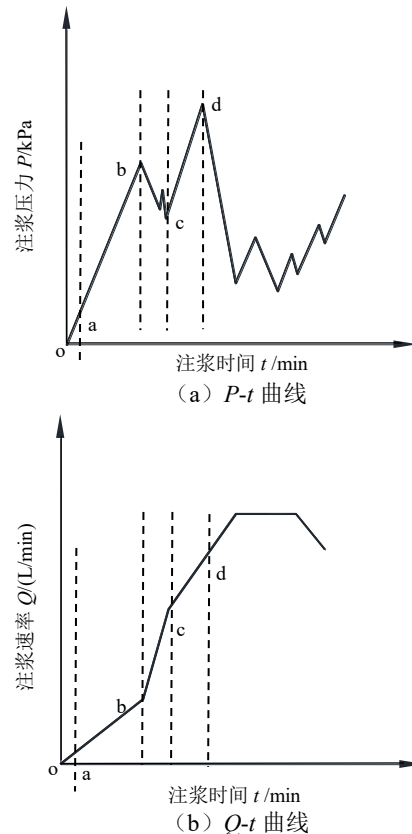 注浆压力 P/kPa
d
b
c
a
o
注浆时间 t /min
（a）P-t 曲线
注浆速率 Q/(L/min)
d
c
b
o
a
注浆时间 t /min
（b）Q-t 曲线